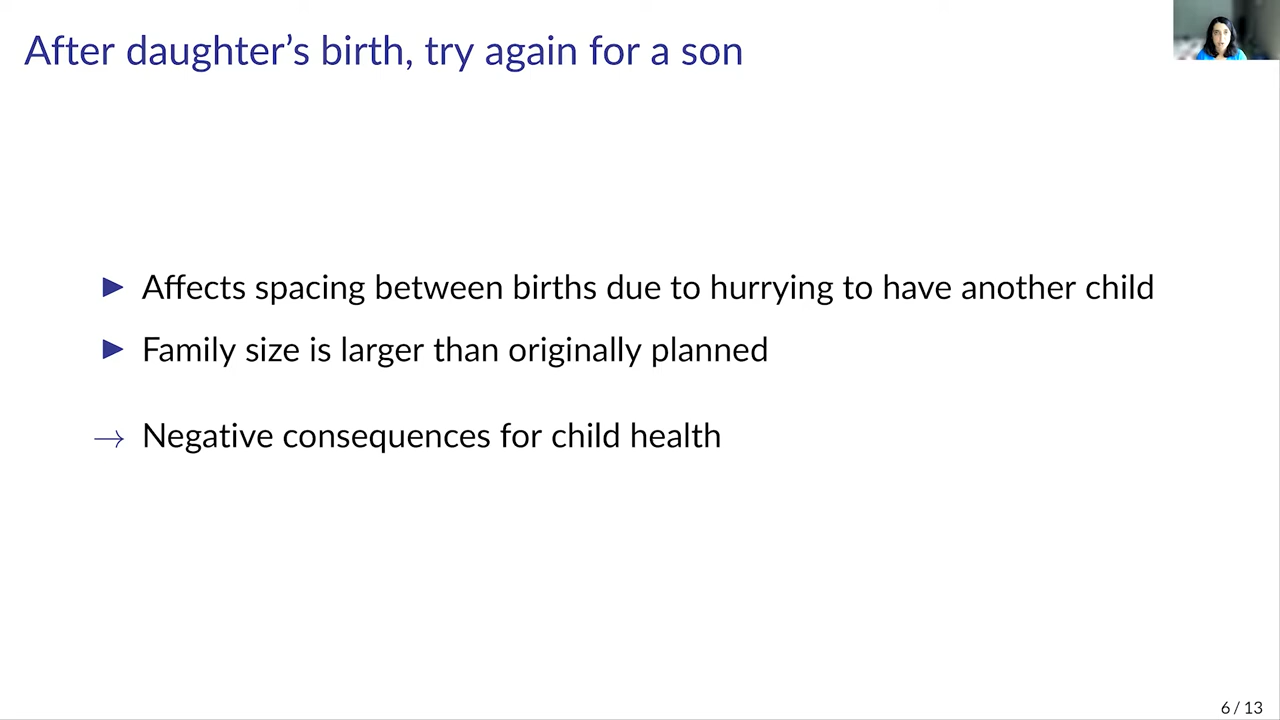 After daughter's birth, try again for a son
▶ Affects spacing between births due to hurrying to have another child
▶ Family size is larger than originally planned
→ Negative consequences for child health
6 / 13